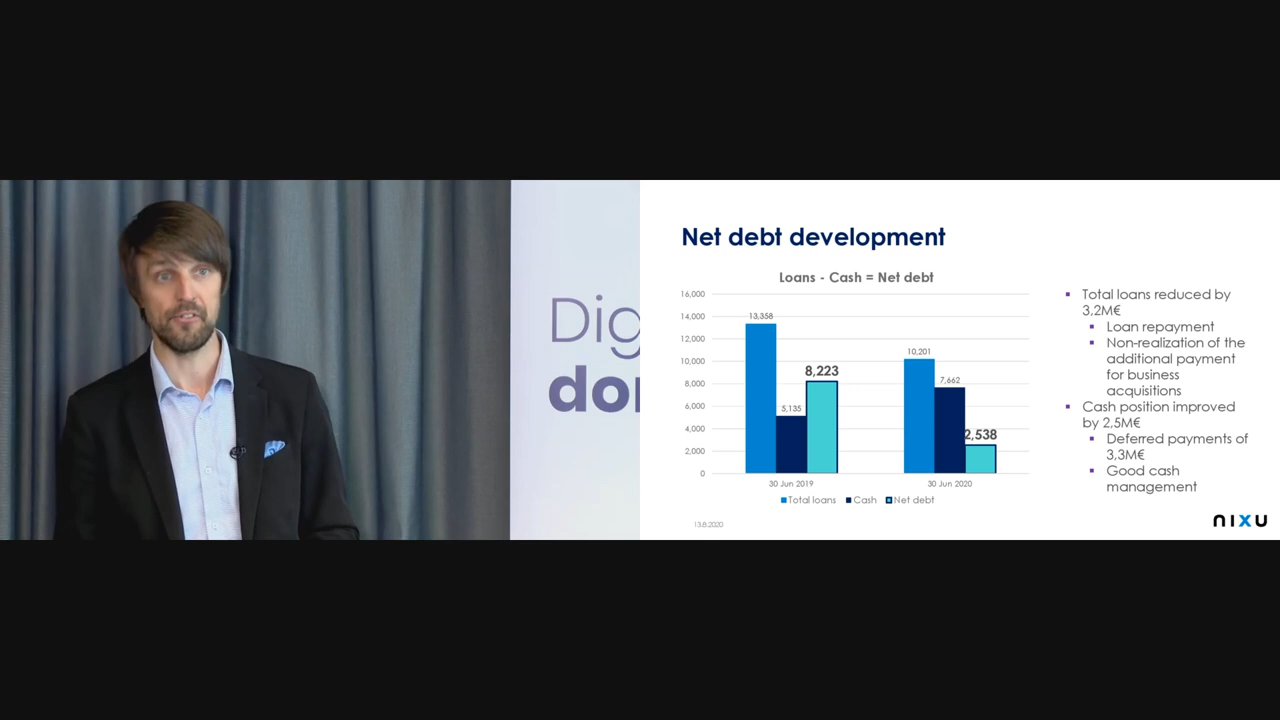 Dig
do
Net debt development
Loans - Cash = Net debt
16,000
14,000
12,000
10,000
8,000
6,000
4,000
2,000
0
13,358
5,135
8,223
10,201
7,662
2,538
30 Jun 2019
30 Jun 2020
Total loans
Cash
Net debt
Total loans reduced by
3,2M€
Loan repayment
Non-realization of the
additional payment
for business
acquisitions
Cash position improved
by 2,5M€
Deferred payments of
3,3M€
Good cash
management
13.8.2020
nixu